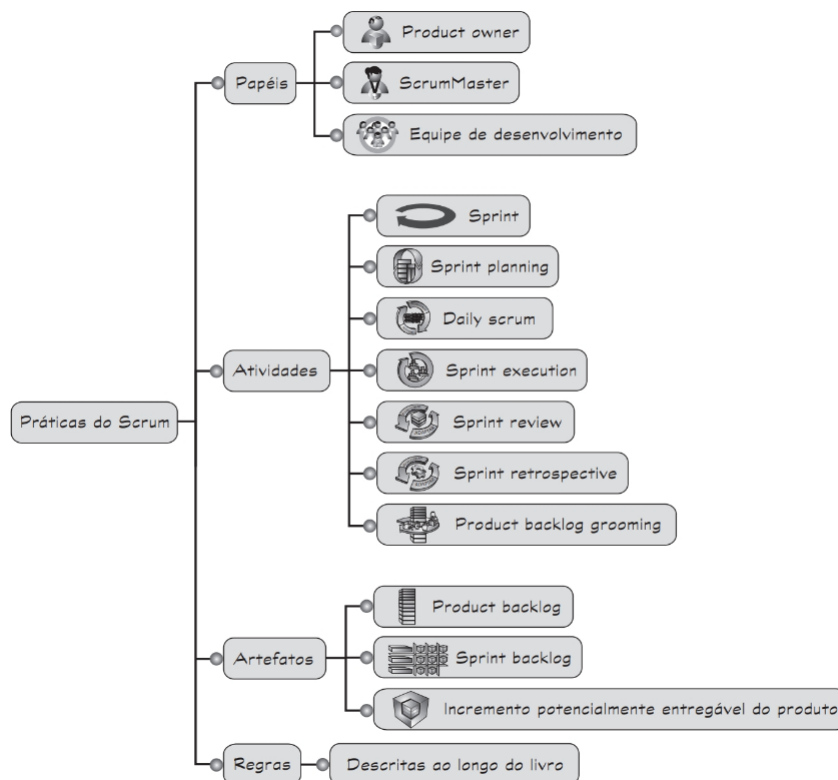 Product owner
Papéis
ScrumMaster
Equipe de desenvolvimento
Sprint
Sprint planning
Daily scrum
Atividades
Sprint execution
Práticas do Scrum
Sprint review
Sprint retrospective
Product backlog grooming
Product backlog
Artefatos
Sprint backlog
Incremento potencialmente entregável do produto
Regras
Descritas ao longo do livro